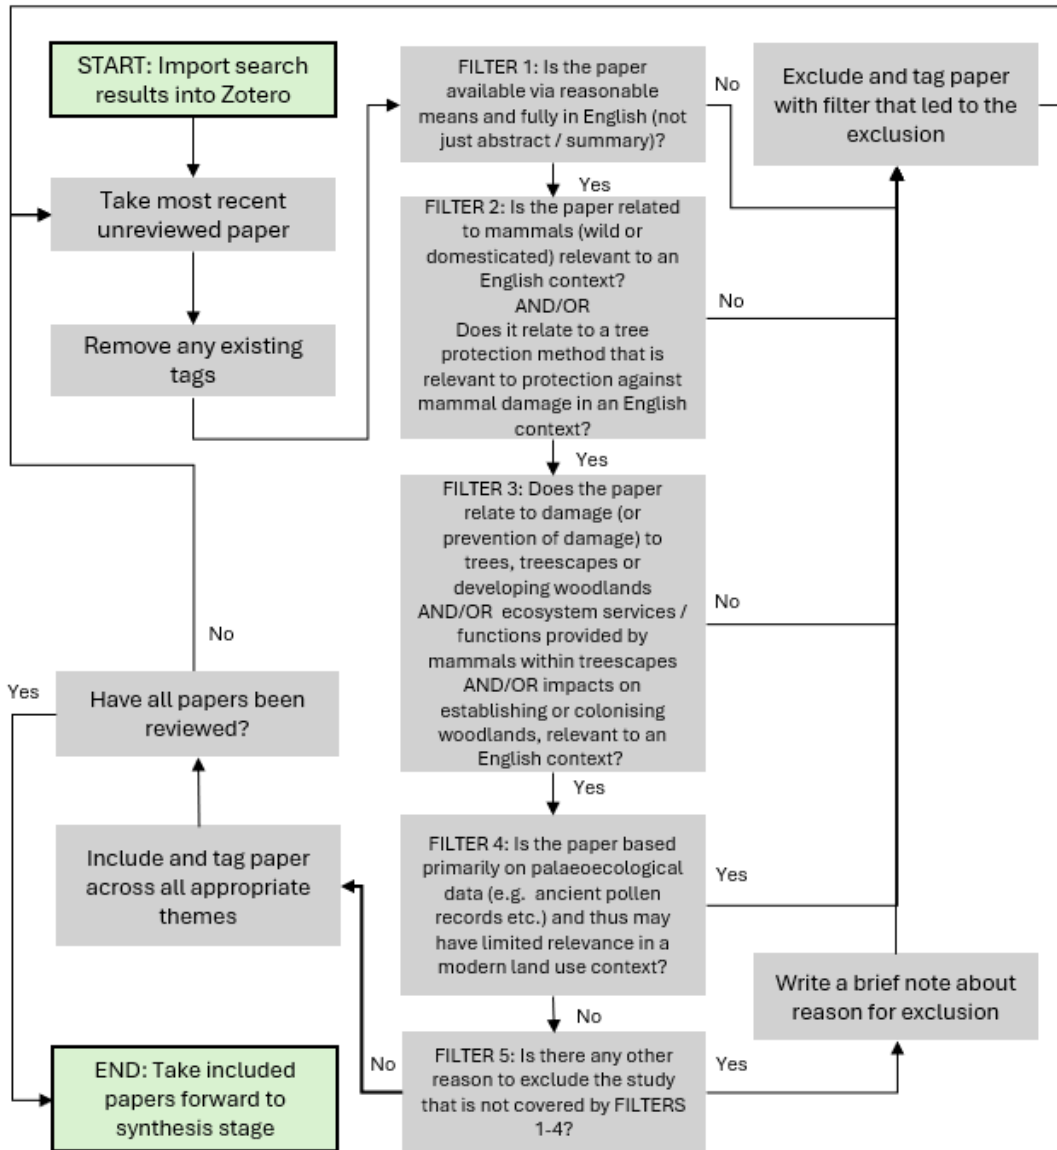 START: Import search
results into Zotero
Take most recent
unreviewed paper
Remove any existing
tags
FILTER 1: Is the paper
available via reasonable
means and fully in English (not
just abstract / summary)?
No
Exclude and tag paper
with filter that led to the
exclusion
Yes
FILTER 2: Is the paper related
to mammals (wild or
domesticated) relevant to an
English context?
AND/OR
Does it relate to a tree
protection method that is
relevant to protection against
mammal damage in an English
context?
No
Yes
FILTER 3: Does the paper
relate to damage (or
prevention of damage) to
trees, treescapes or
developing woodlands
AND/OR ecosystem services /
functions provided by
mammals within treescapes
AND/OR impacts on
establishing or colonising
woodlands, relevant to an
English context?
No
Yes
FILTER 4: Is the paper based
primarily on palaeoecological
data (e.g. ancient pollen
records etc.) and thus may
have limited relevance in a
modern land use context?
Yes
No
FILTER 5: Is there any other
reason to exclude the study
that is not covered by FILTERS
1-4?
Yes
Write a brief note about
reason for exclusion
No
Include and tag paper
across all appropriate
themes
Have all papers been
reviewed?
No
Yes
END: Take included
papers forward to
synthesis stage